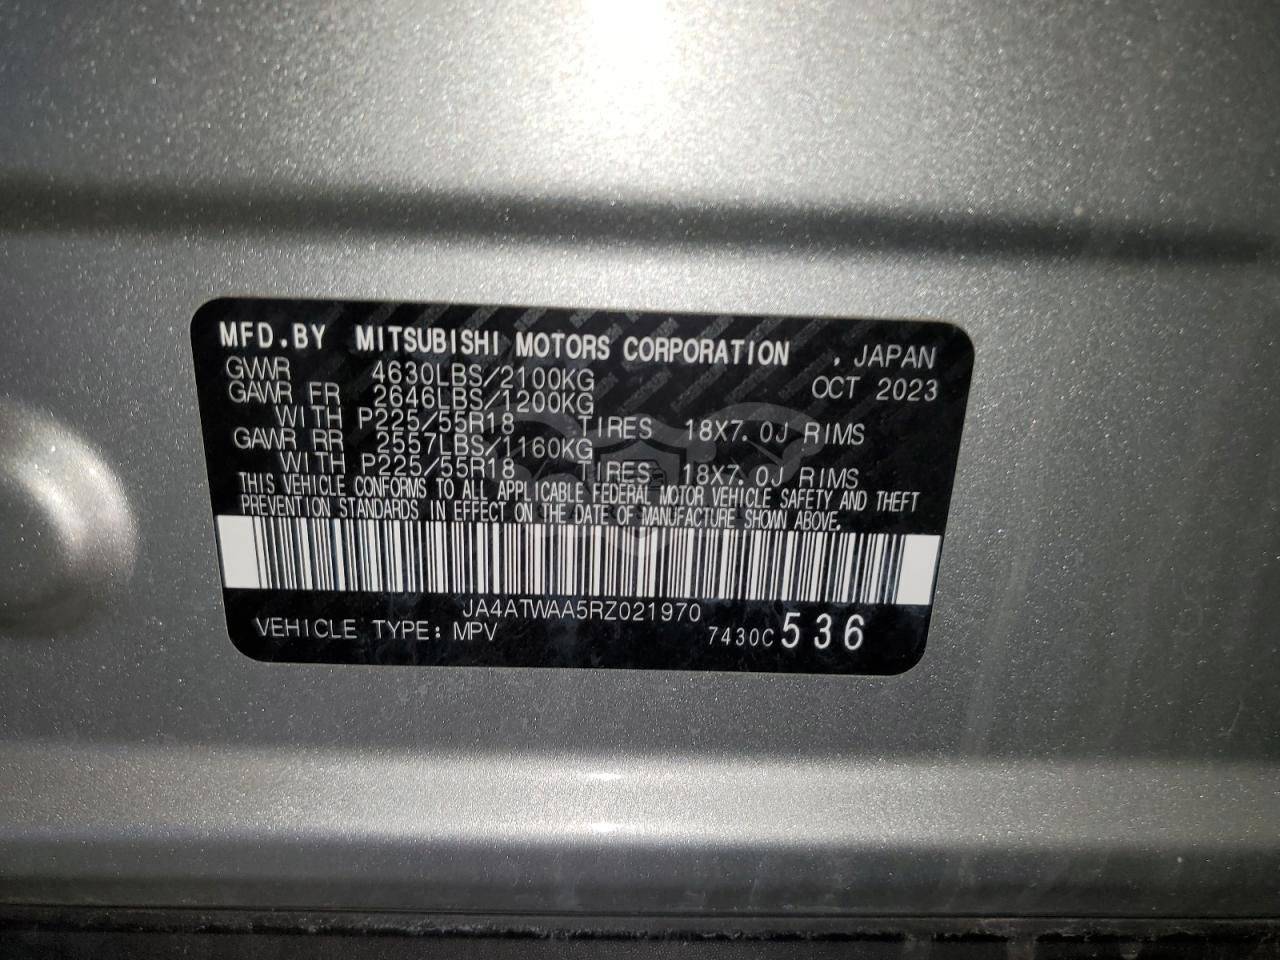 MFD.BY MITSUBISHI MOTORS CORPORATION . JAPAN
GWR 4630LBS/2100KG OCT 2023
GAWR FR 2646LBS/1200KG
WITH P225/55R18 TIRES 18X7.0J RIMS
GAWR RR 2557LBS/1160KG
WITH P225/55R18 TIRES 18X7.0J RIMS
THIS VEHICLE CONFORMS TO ALL APPLICABLE FEDERAL MOTOR VEHICLE SAFETY AND THEFT
PREVENTION STANDARDS IN EFFECT ON THE DATE OF MANUFACTURE SHOWN ABOVE.
JA4ATWAA5RZ021970
VEHICLE TYPE: MPV 7430C 536